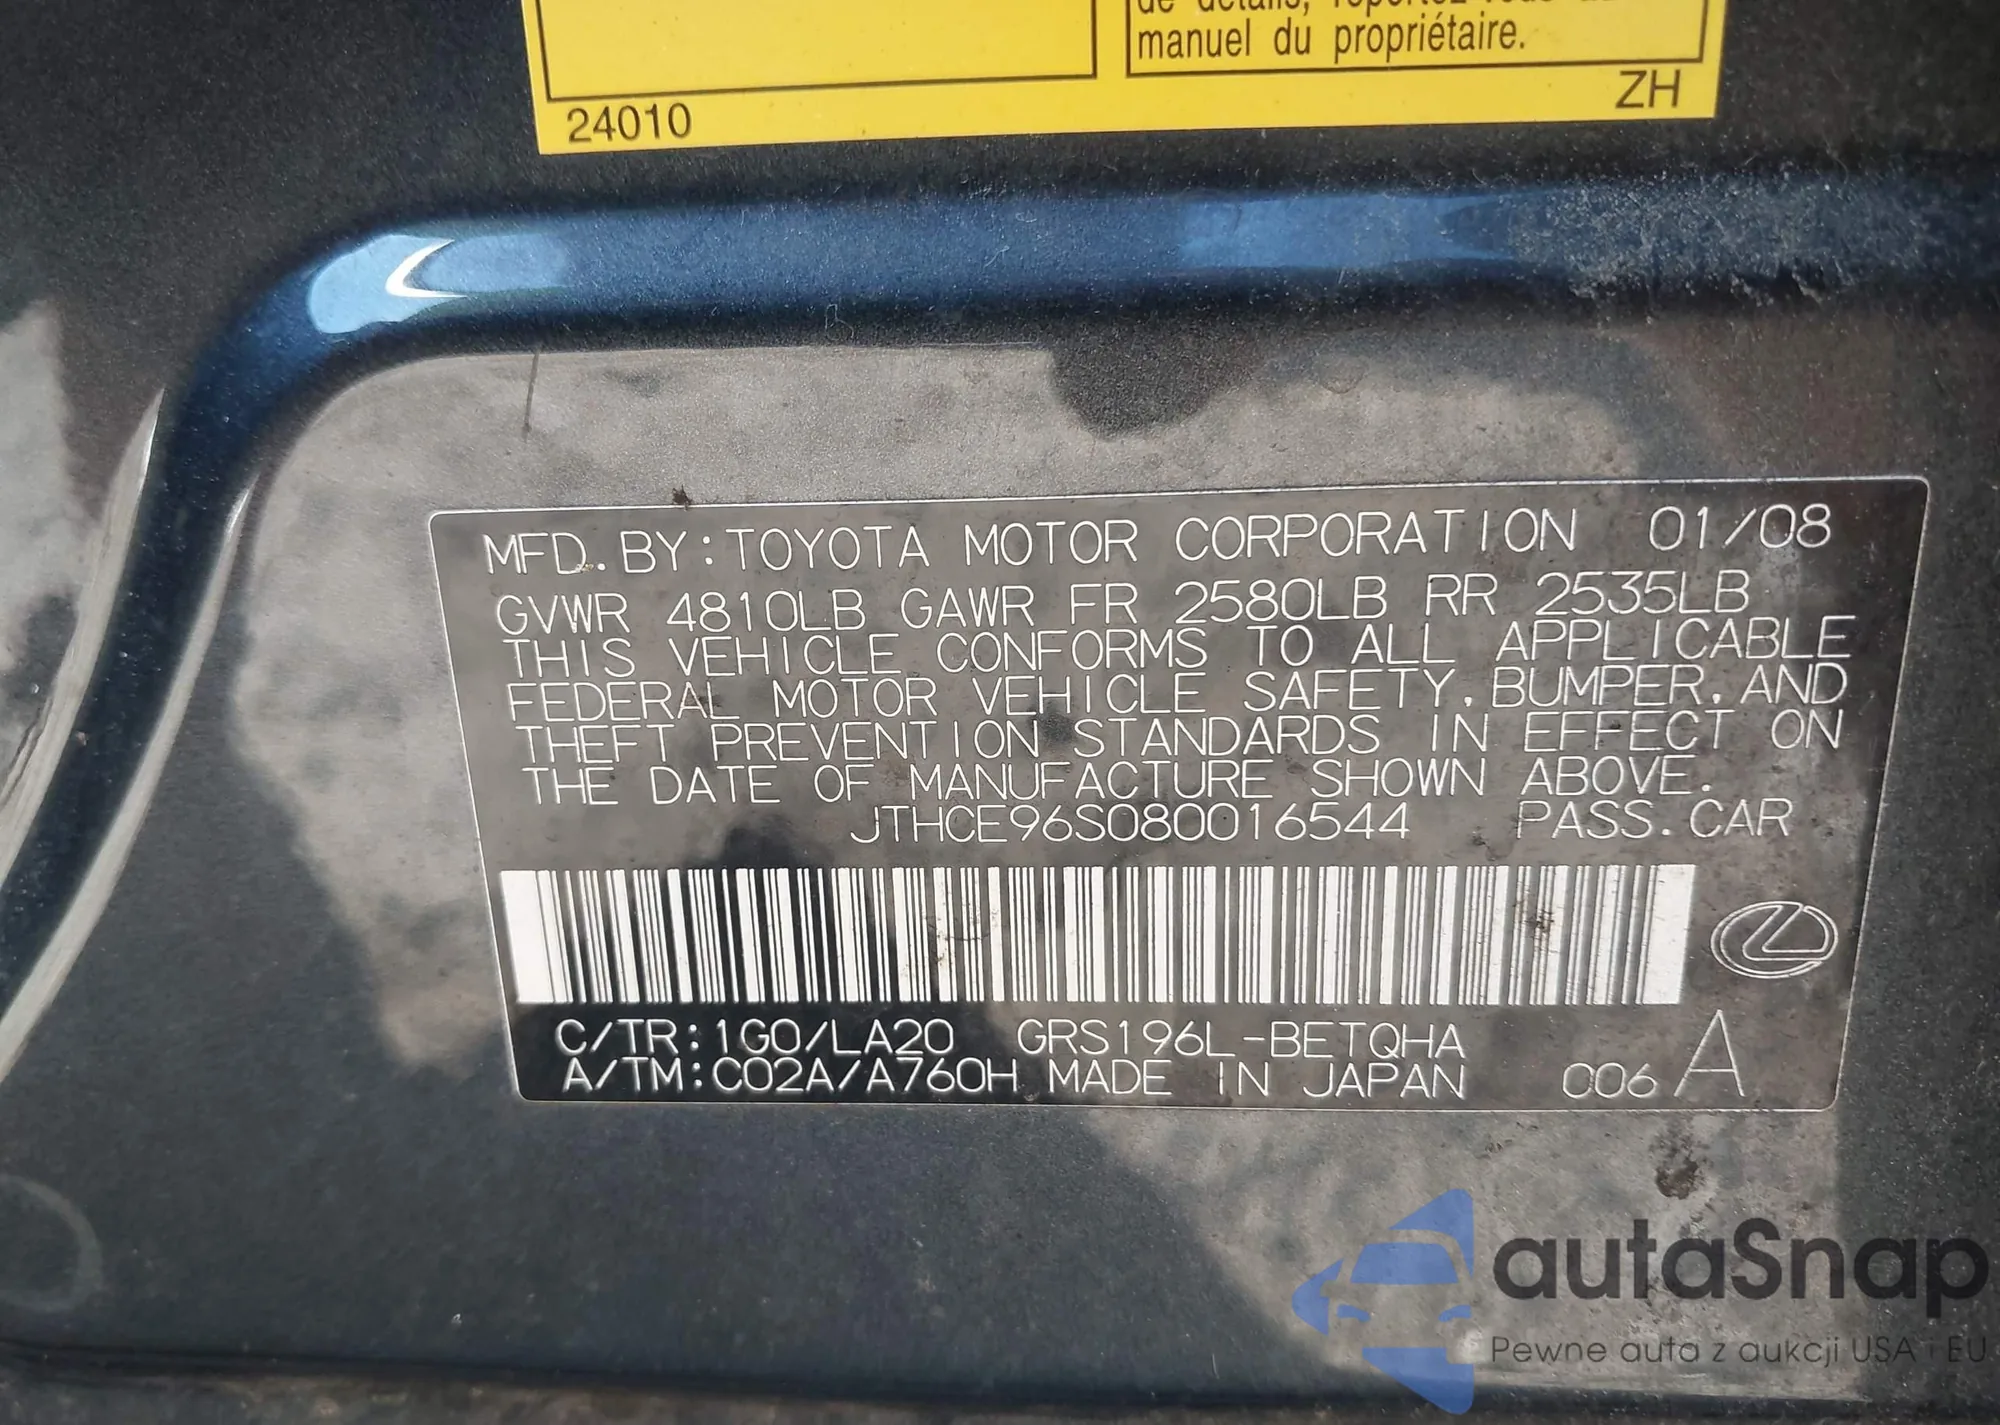 manuel du propriétaire.
24010
ZH
MFD. BY: TOYOTA MOTOR CORPORATION 01/08
GVWR 4810LB GAWR FR 2580LB RR 2535LB
THIS VEHICLE CONFORMS TO ALL APPLICABLE
FEDERAL MOTOR VEHICLE SAFETY, BUMPER, AND
THEFT PREVENTION STANDARDS IN EFFECT ON
THE DATE OF MANUFACTURE SHOWN ABOVE.
JTHCE96S080016544 PASS. CAR
C/TR: 1G0/LA20 GRS196L-BETQHA
A/TM: C02A/A760H MADE IN JAPAN C06 A
autaSnap
Pewne auta z aukcji USA i EU